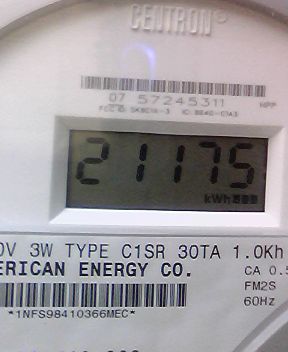 CENTRON®
07 57245311
21175
kWh
0V 3W TYPE C1SR 30TA 1.0Kh
ERICAN ENERGY CO. CA 0.5
FM2S
*1NFS98410366MEC* 60Hz